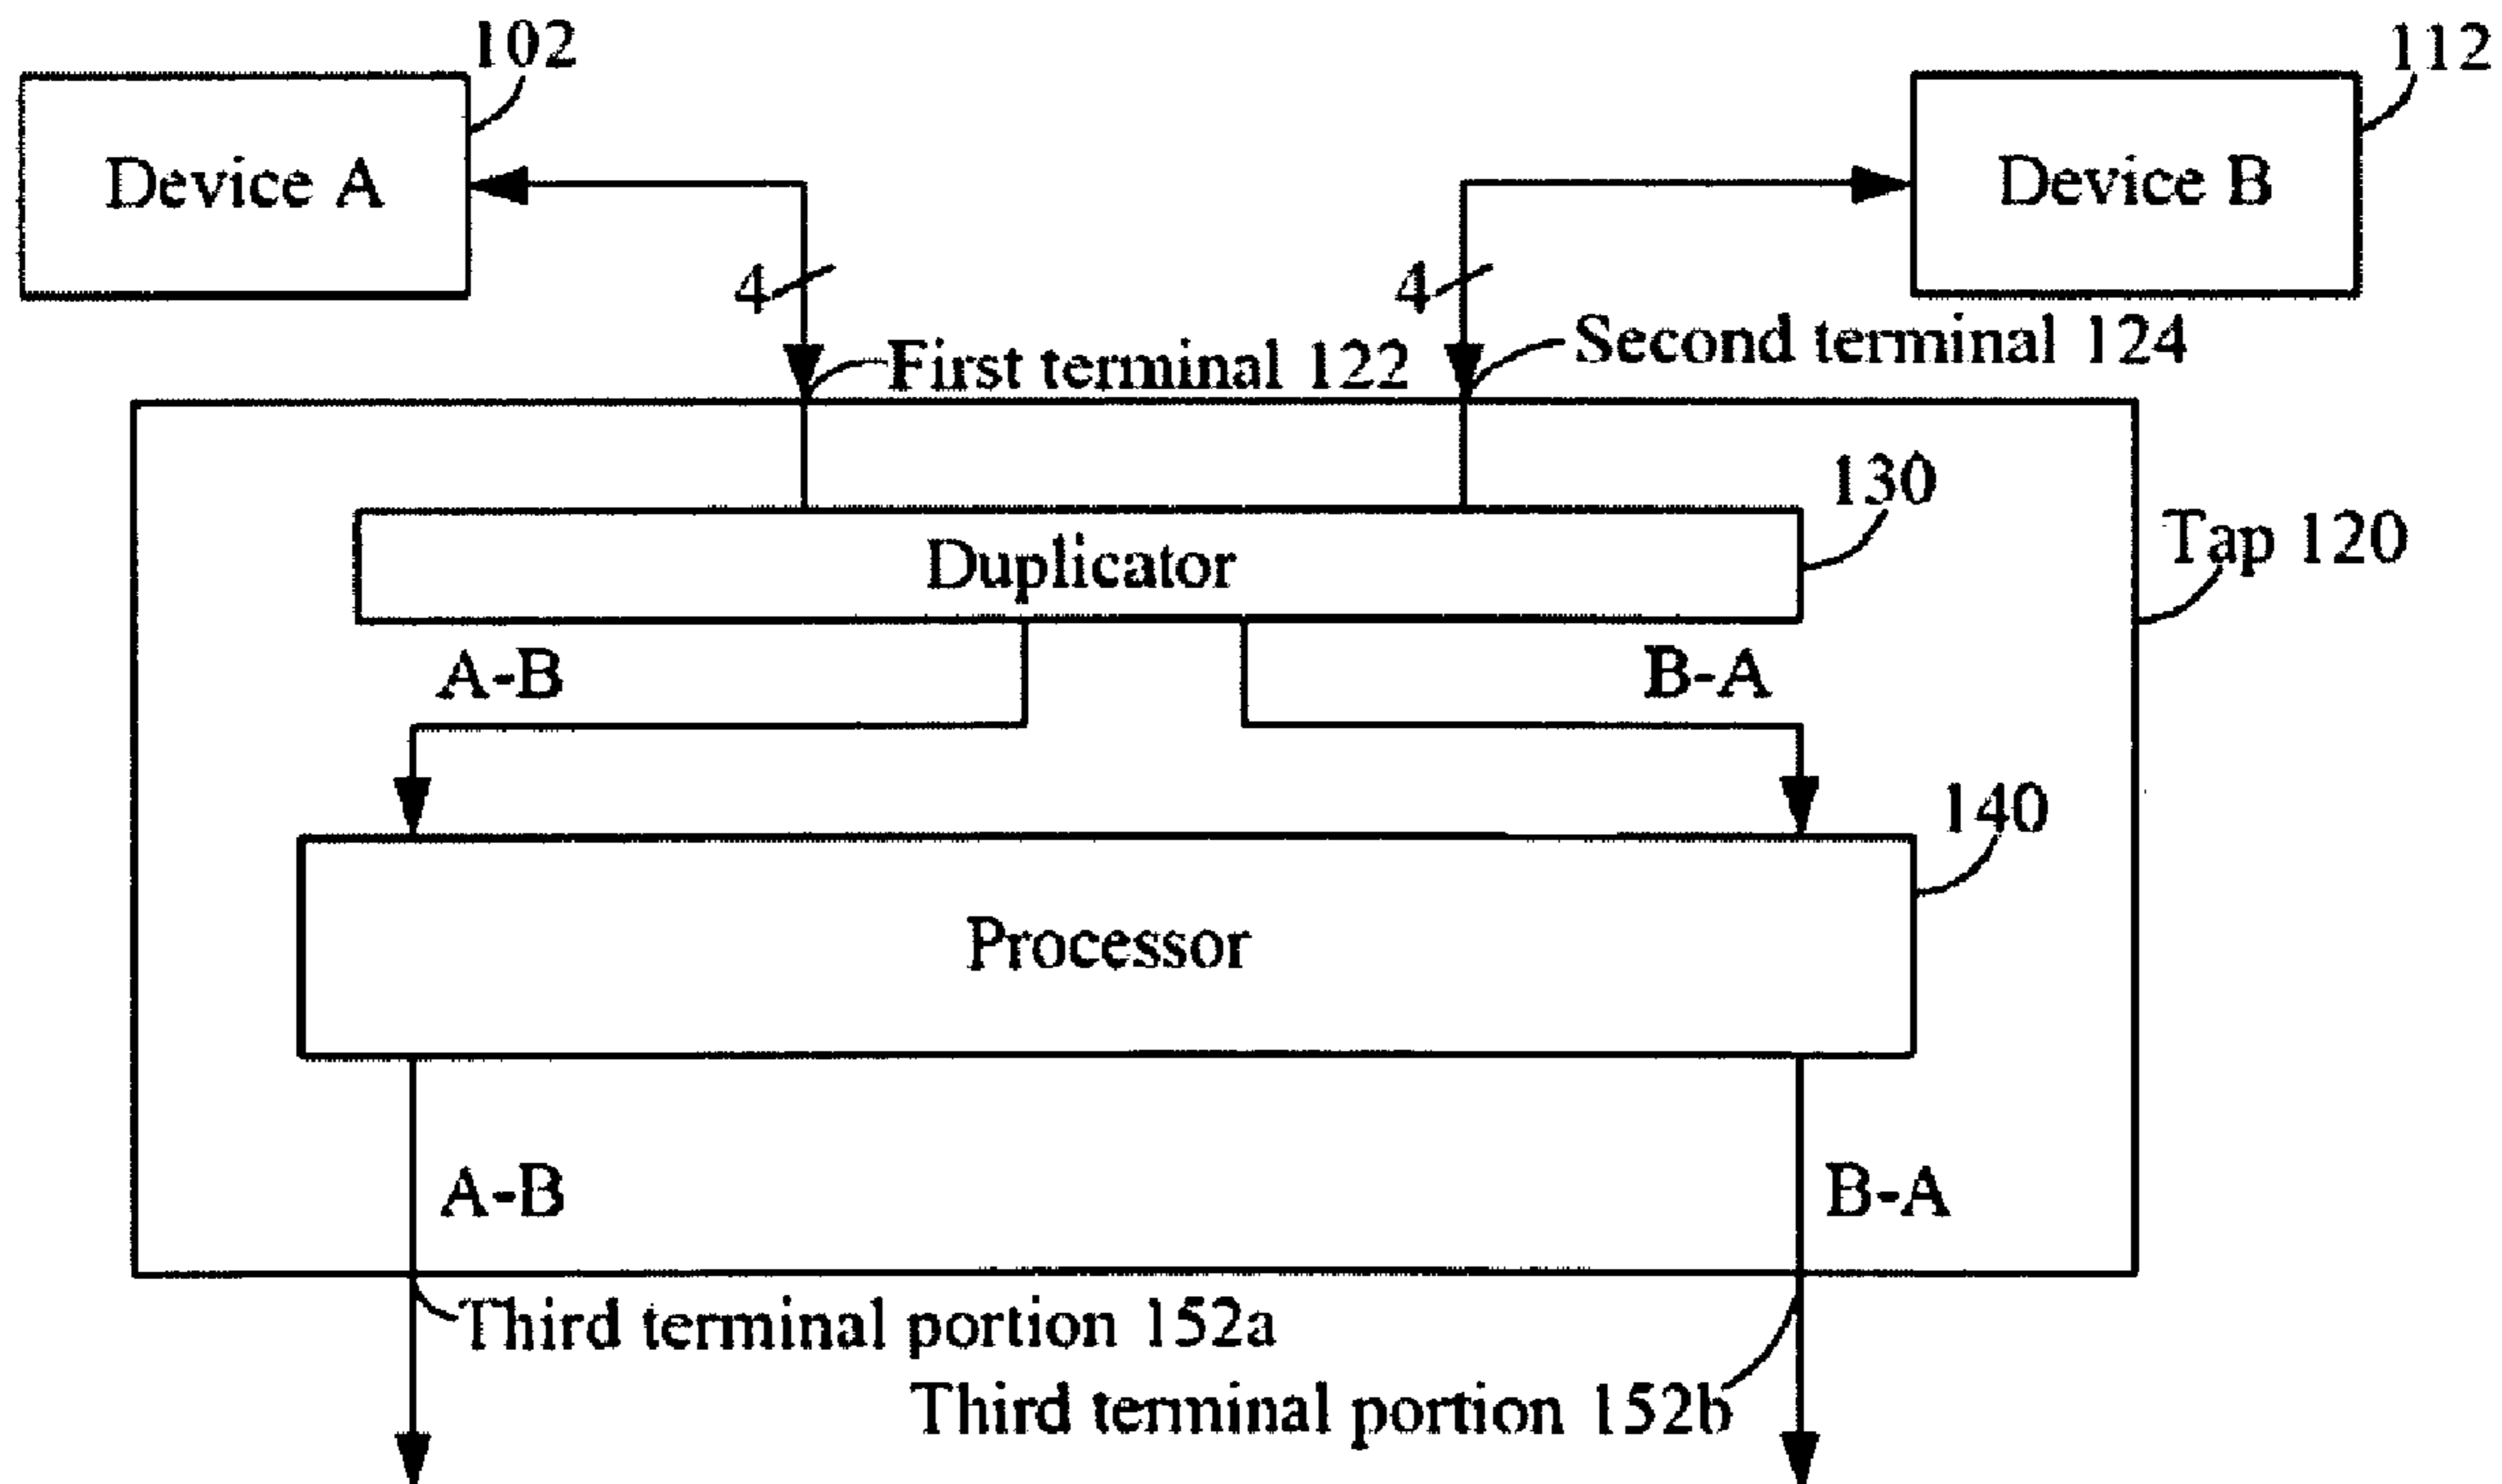 102
112
Device A
Device B
4
4
First terminal 122
Second terminal 124
130
Duplicator
Tap 120
A-B
B-A
140
Processor
A-B
B-A
Third terminal portion 152a
Third terminal portion 152b